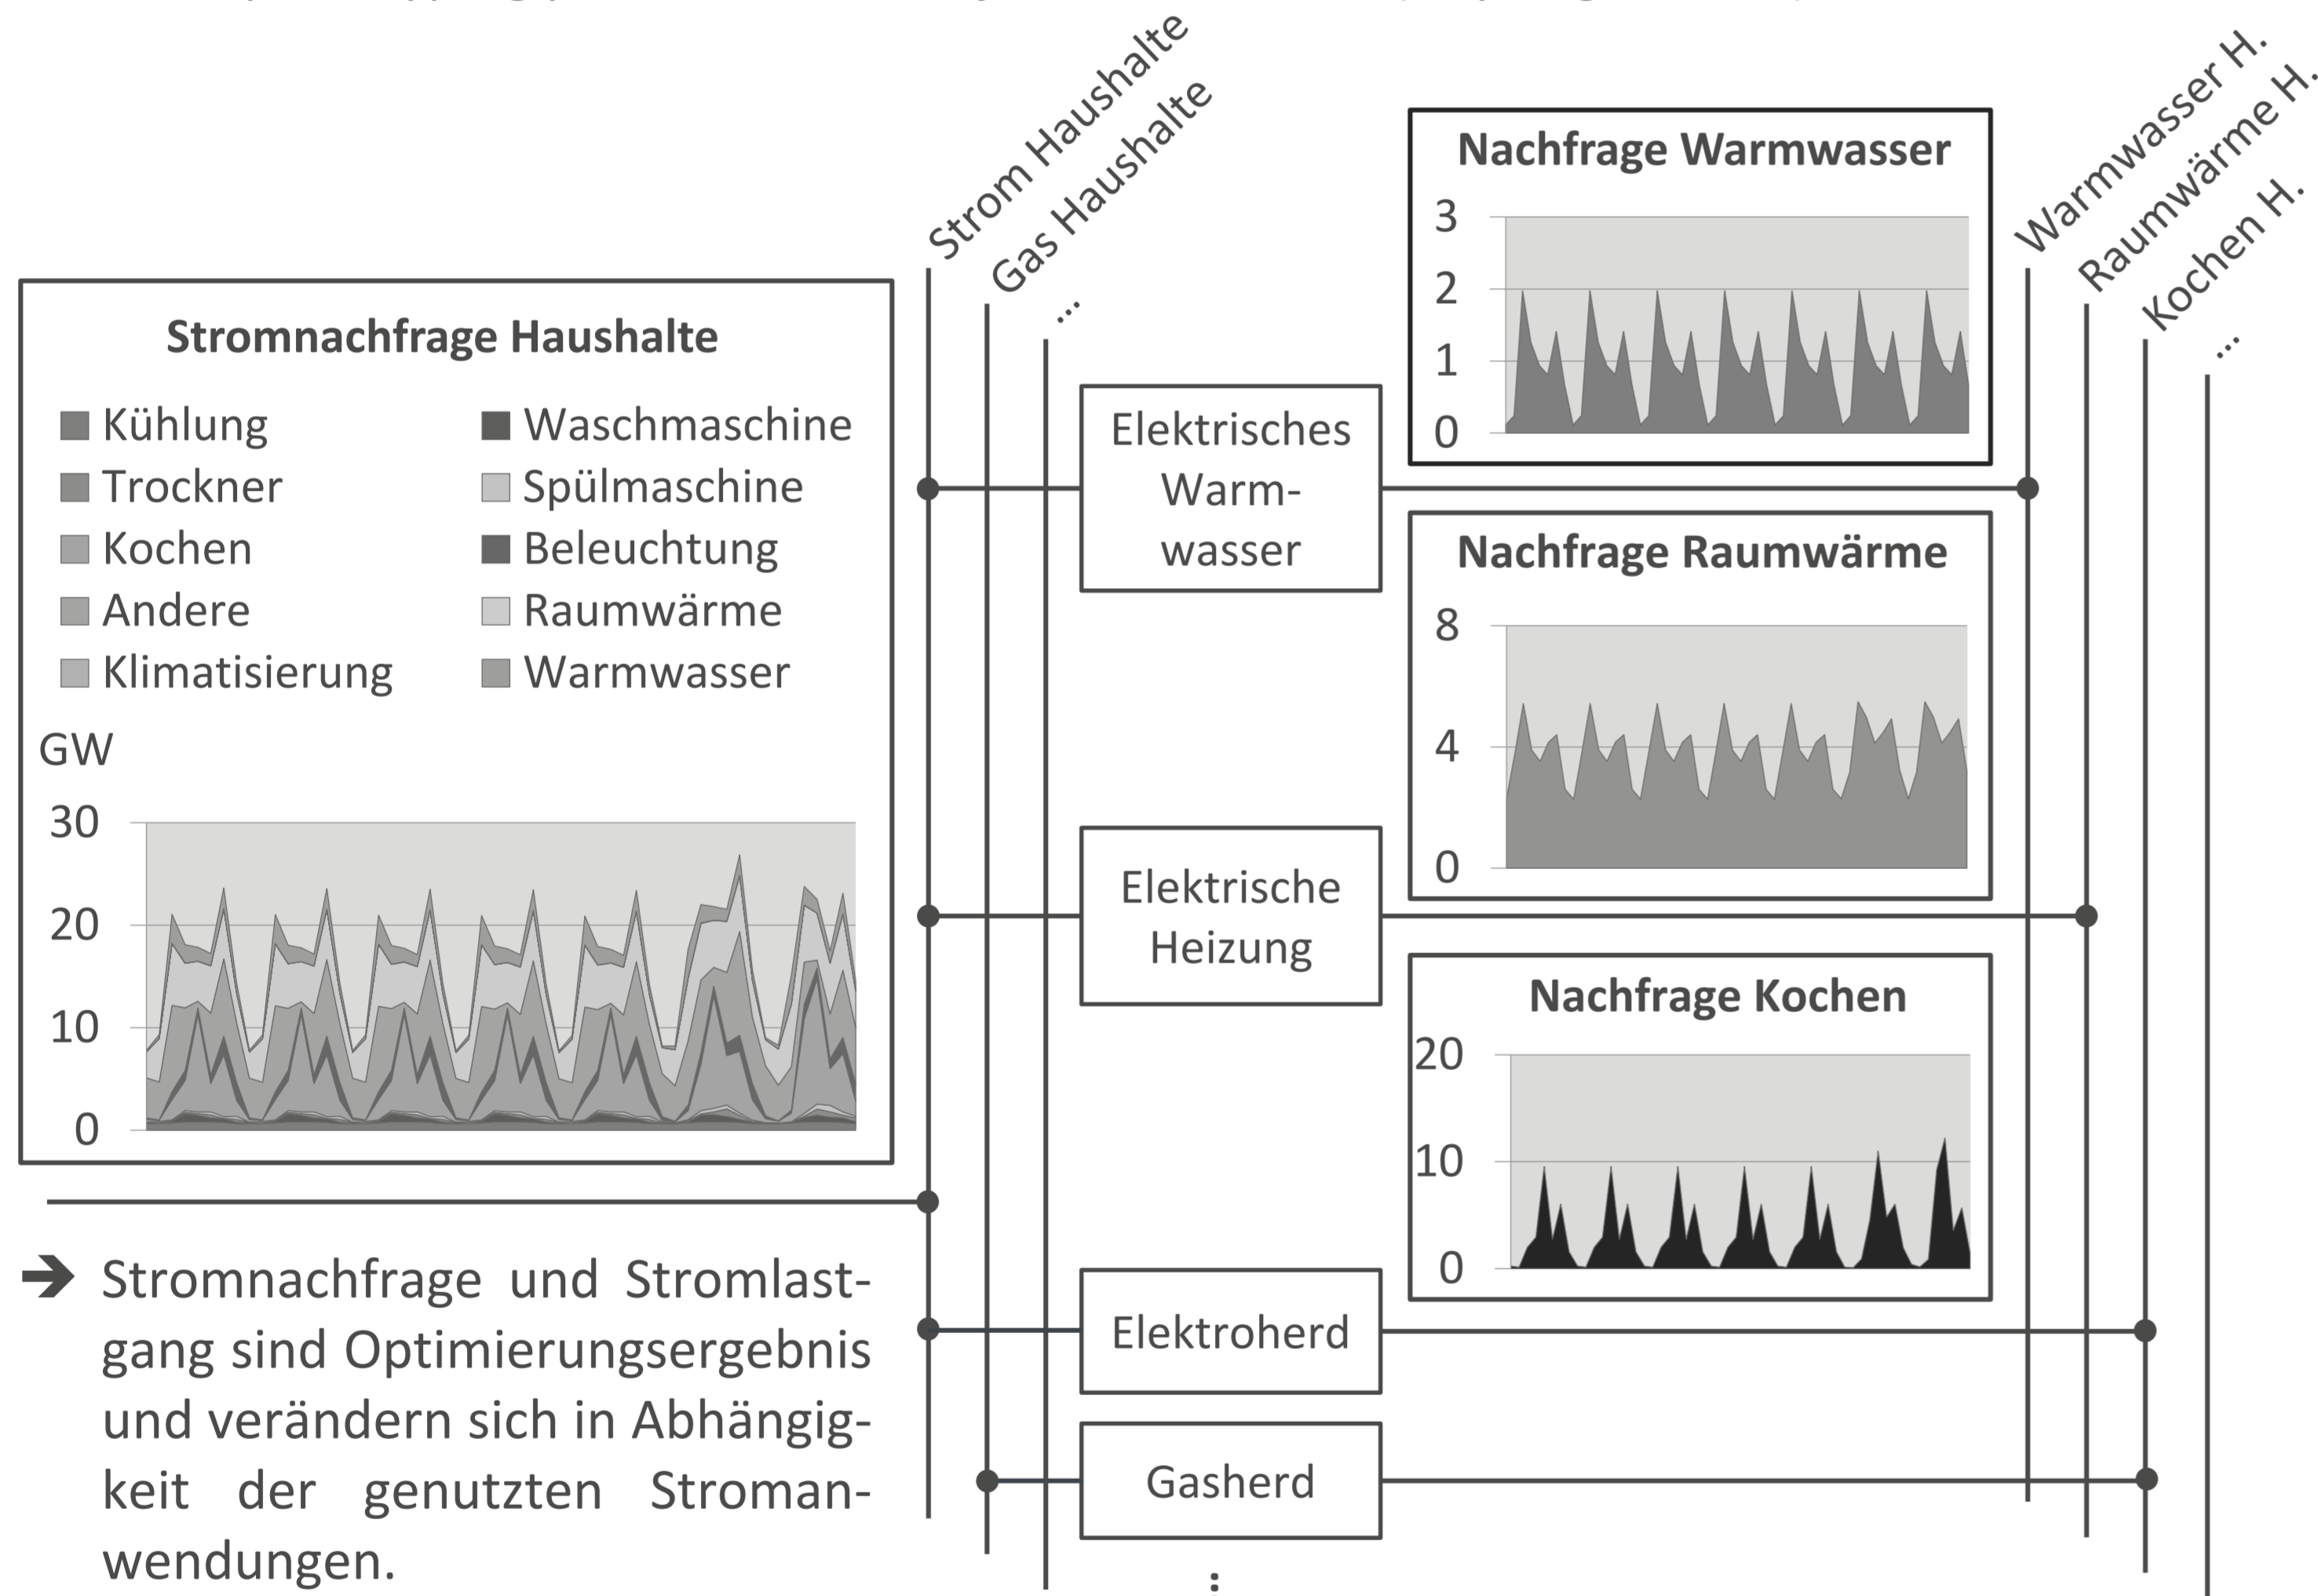 Strom Haushalte
Gas Haushalte
...
Warmwasser H.
Raumwärme H.
Kochen H.
...
Stromnachfrage Haushalte
Kühlung
Waschmaschine
Trockner
Spülmaschine
Kochen
Beleuchtung
Andere
Raumwärme
Klimatisierung
Warmwasser
GW
30
20
10
0
Stromnachfrage und Stromlast-
gang sind Optimierungsergebnis
und verändern sich in Abhängig-
keit der genutzten Stroman-
wendungen.
Elektrisches
Warm-
wasser
Elektrische
Heizung
Elektroherd
Gasherd
:
Nachfrage Warmwasser
3
2
1
0
Nachfrage Raumwärme
8
4
0
Nachfrage Kochen
20
10
0